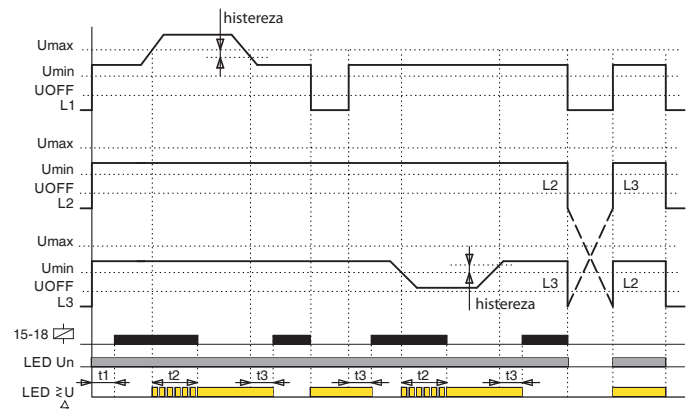 histereza
Umax
Umin
UOFF
L1
Umax
Umin
UOFF
L2
L2 L3
Umax
Umin
UOFF
L3
L3 L2
histereza
15-18
LED Un
t1 t2 t3 t3 t2 t3
LED ≷U